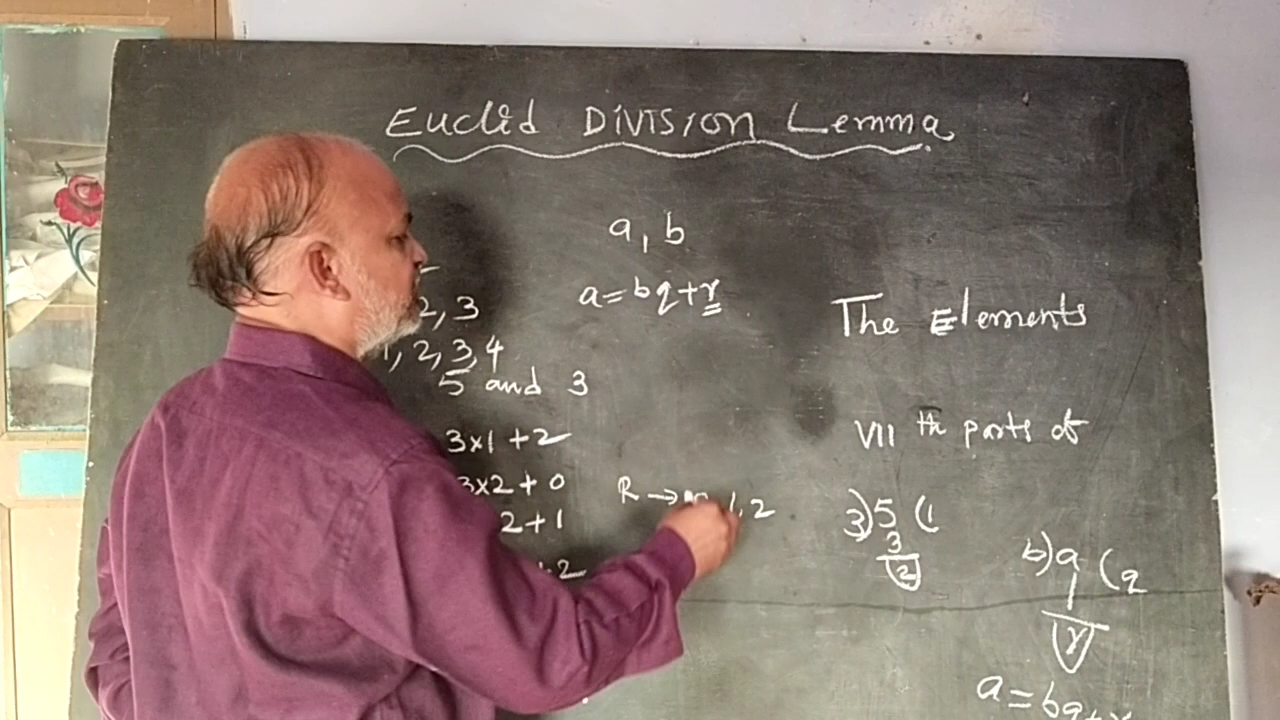 Euclid Division Lemma
a, b
a=bq+r
2, 3
1, 2, 3, 4
5 and 3
3x1+2
3x2+0
2+1
+2
R → 1, 2
The Elements
VII th parts of
3)5(1
3
2
b)a(q
r
a=bq+r